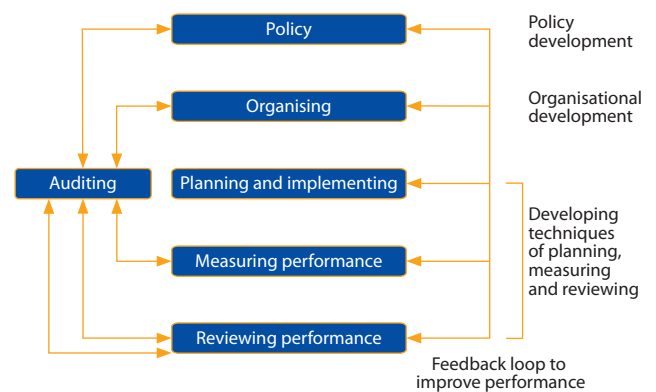 Policy
Policy
development
Organising
Organisational
development
Auditing
Planning and implementing
Developing
techniques
of planning,
measuring
and reviewing
Measuring performance
Reviewing performance
Feedback loop to
improve performance